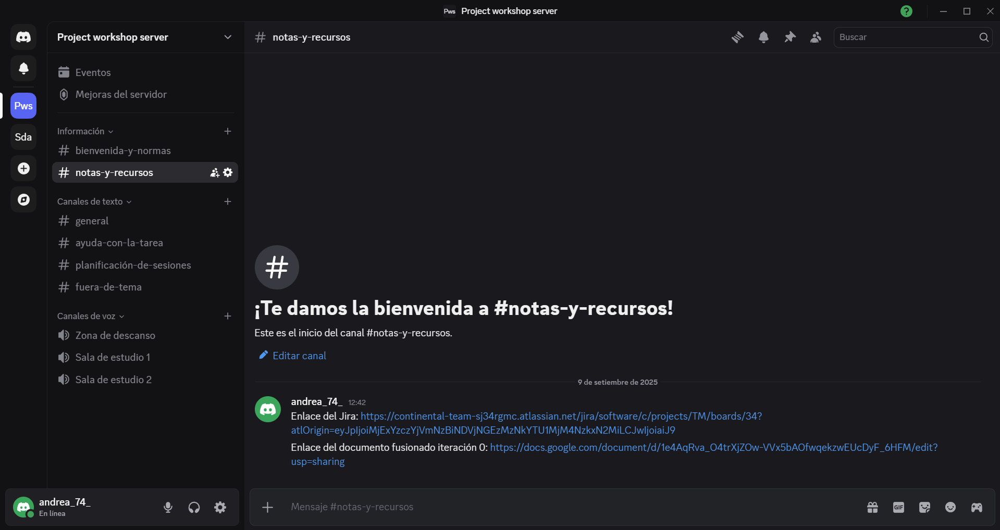 Pws Project workshop server
?
Project workshop server
# notas-y-recursos
Buscar
Eventos
Mejoras del servidor
Pws
Sda
Información
# bienvenida-y-normas
# notas-y-recursos
Canales de texto
# general
# ayuda-con-la-tarea
# planificación-de-sesiones
# fuera-de-tema
Canales de voz
Zona de descanso
Sala de estudio 1
Sala de estudio 2
#
¡Te damos la bienvenida a #notas-y-recursos!
Este es el inicio del canal #notas-y-recursos.
Editar canal
9 de setiembre de 2025
andrea_74_ 12:42
Enlace del Jira: https://continental-team-sj34rgmc.atlassian.net/jira/software/c/projects/TM/boards/34?
atlOrigin=eyJpIjoiMjExYzczYjVmNzBiNDVjNGEzMzNkYTU1MjM4NzkxN2MiLCJwIjoiaiJ9
Enlace del documento fusionado iteración 0: https://docs.google.com/document/d/1e4AqRva_O4trXjZOw-VVx5bAOfwqekzwEUcDyF_6HFM/edit?
usp=sharing
andrea_74_
En línea
Mensaje #notas-y-recursos
GIF